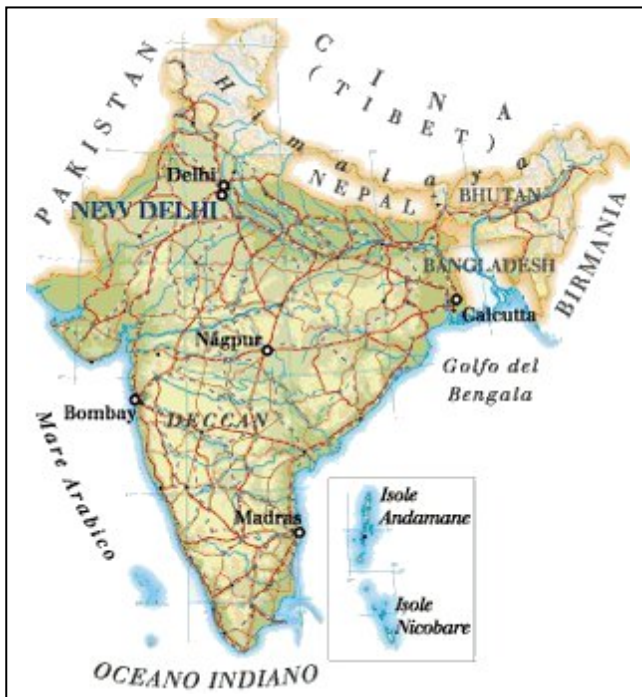 PAKISTAN
CINA
(TIBET)
Himalaya
Delhi
NEW DELHI
NEPAL
BHUTAN
BANGLADESH
BIRMANIA
Calcutta
Nágpur
Golfo del
Bengala
Bombay
DECCAN
Mare Arabico
Madras
Isole
Andamane
Isole
Nicobare
OCEANO INDIANO